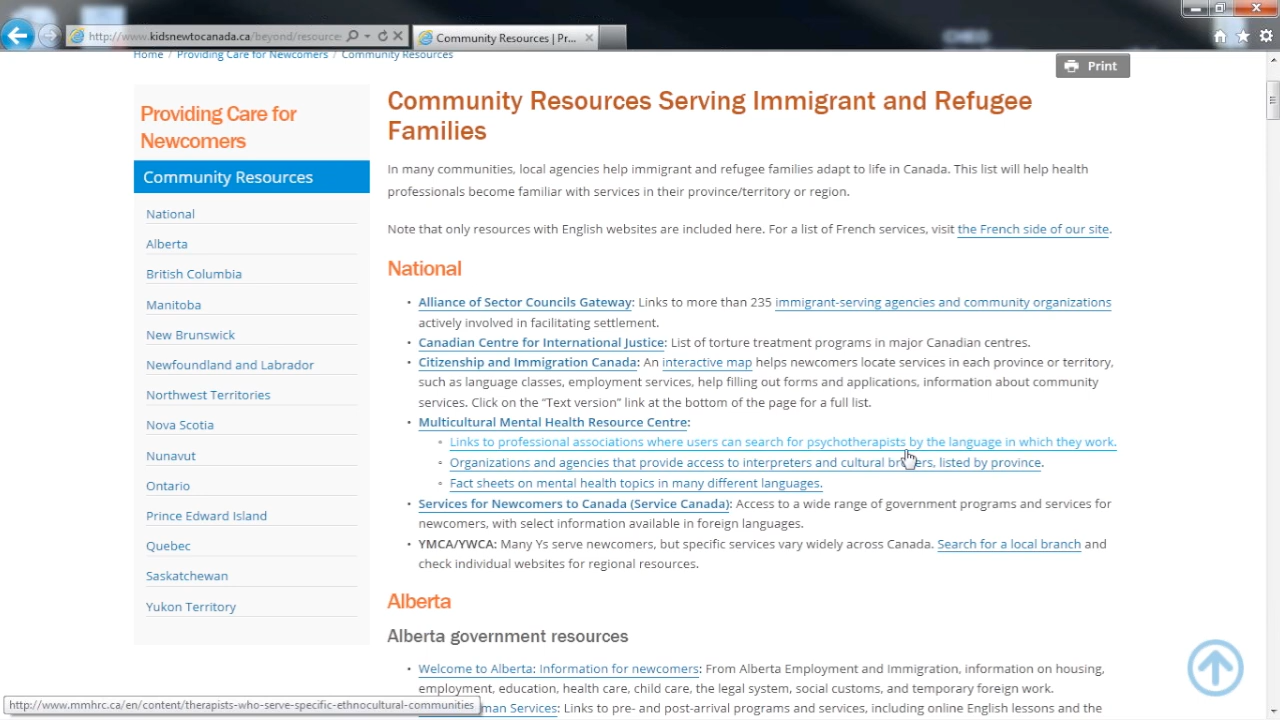 http://www.kidsnewtocanada.ca/beyond/resource
Community Resources | Pr...
Home / Providing Care for Newcomers / Community Resources
Print
Providing Care for
Newcomers
Community Resources
National
Alberta
British Columbia
Manitoba
New Brunswick
Newfoundland and Labrador
Northwest Territories
Nova Scotia
Nunavut
Ontario
Prince Edward Island
Quebec
Saskatchewan
Yukon Territory
Community Resources Serving Immigrant and Refugee
Families
In many communities, local agencies help immigrant and refugee families adapt to life in Canada. This list will help health
professionals become familiar with services in their province/territory or region.
Note that only resources with English websites are included here. For a list of French services, visit the French side of our site.
National
• Alliance of Sector Councils Gateway: Links to more than 235 immigrant-serving agencies and community organizations
actively involved in facilitating settlement.
• Canadian Centre for International Justice: List of torture treatment programs in major Canadian centres.
• Citizenship and Immigration Canada: An interactive map helps newcomers locate services in each province or territory,
such as language classes, employment services, help filling out forms and applications, information about community
services. Click on the “Text version” link at the bottom of the page for a full list.
• Multicultural Mental Health Resource Centre:
◦ Links to professional associations where users can search for psychotherapists by the language in which they work.
◦ Organizations and agencies that provide access to interpreters and cultural br ers, listed by province.
◦ Fact sheets on mental health topics in many different languages.
• Services for Newcomers to Canada (Service Canada): Access to a wide range of government programs and services for
newcomers, with select information available in foreign languages.
• YMCA/YWCA: Many Ys serve newcomers, but specific services vary widely across Canada. Search for a local branch and
check individual websites for regional resources.
Alberta
Alberta government resources
• Welcome to Alberta: Information for newcomers: From Alberta Employment and Immigration, information on housing,
employment, education, health care, child care, the legal system, social customs, and temporary foreign work.
Services: Links to pre- and post-arrival programs and services, including online English lessons and the
http://www.mmhrc.ca/en/content/therapists-who-serve-specific-ethnocultural-communities